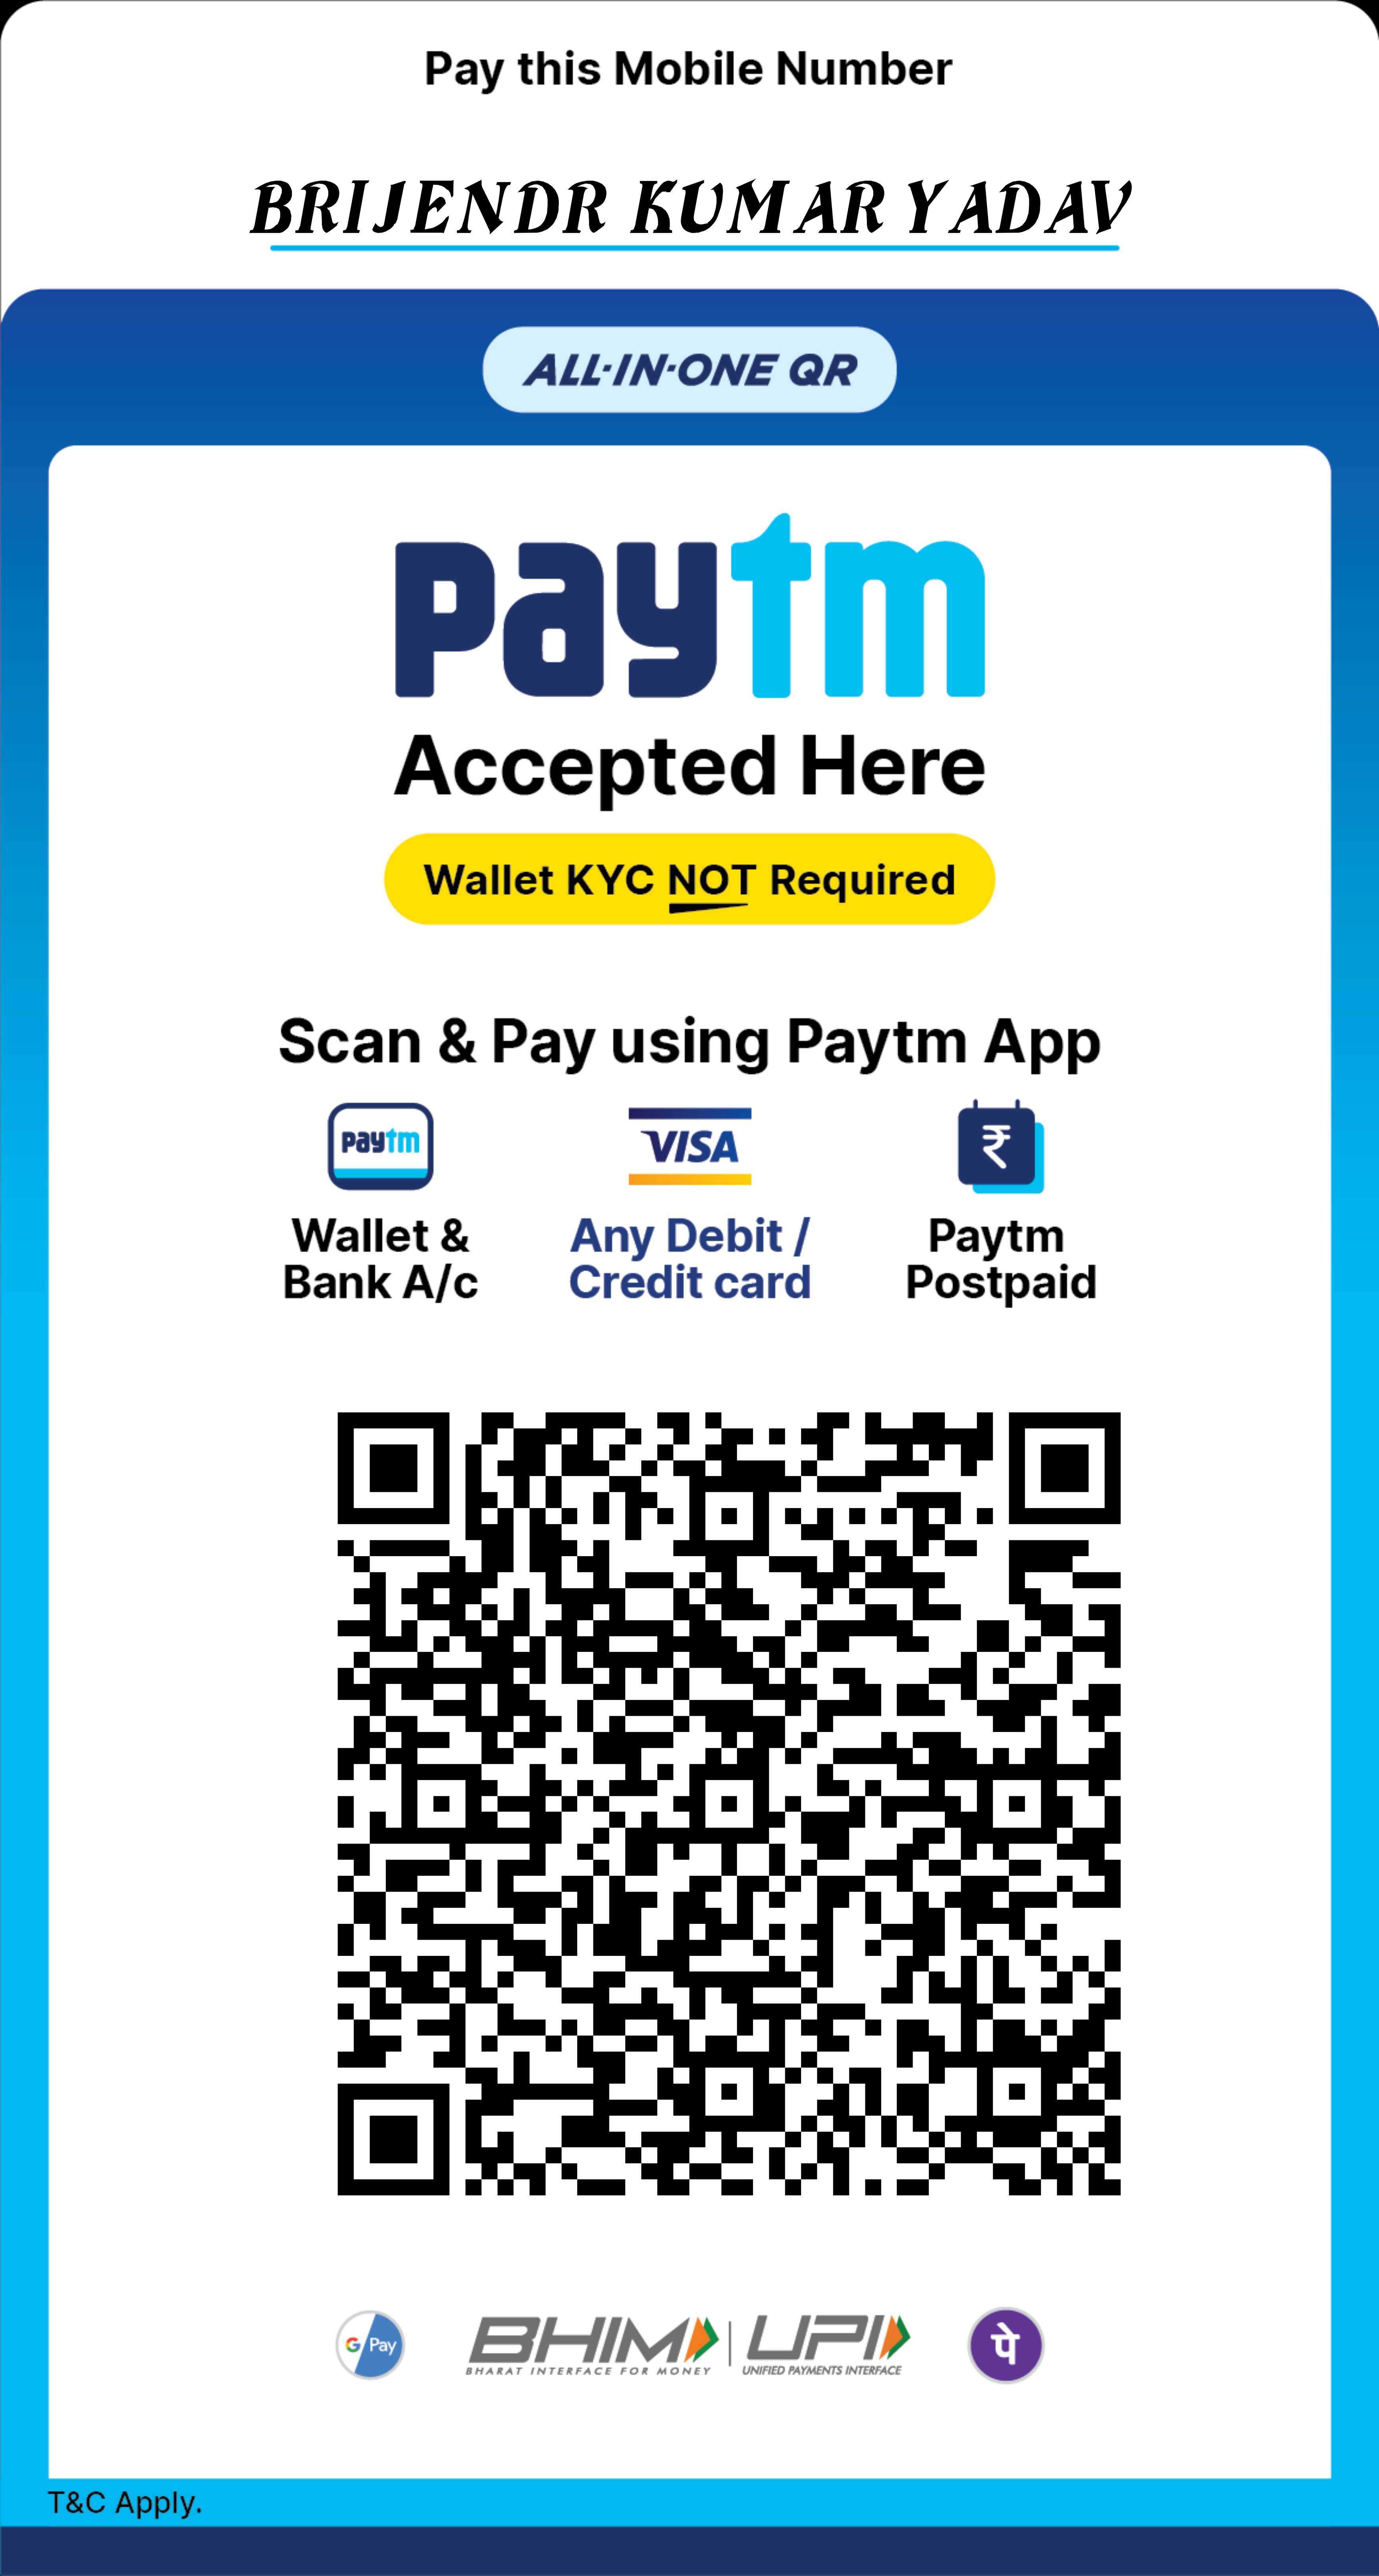 Pay this Mobile Number
BRIJENDR KUMAR YADAV
ALL-IN-ONE QR
paytm
Accepted Here
Wallet KYC NOT Required
Scan & Pay using Paytm App
paytm
VISA
₹
Wallet &
Bank A/c
Any Debit /
Credit card
Paytm
Postpaid
G Pay
BHIM
BHARAT INTERFACE FOR MONEY
UPI
UNIFIED PAYMENTS INTERFACE
पे
T&C Apply.